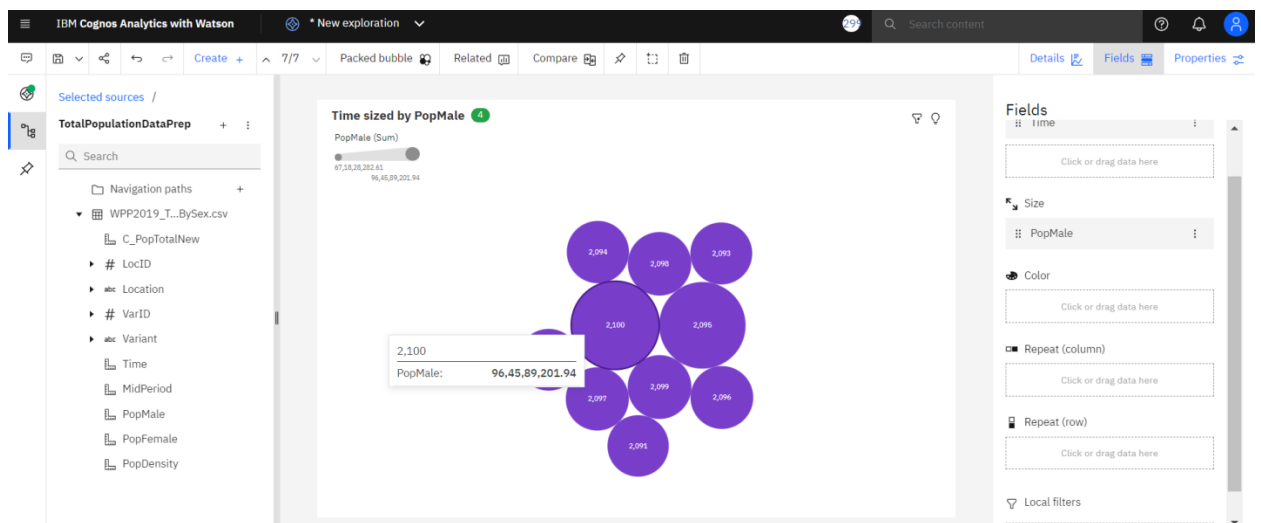 IBM Cognos Analytics with Watson
* New exploration
299
Search content
Create +
7/7
Packed bubble
Related
Compare
Details
Fields
Properties
Selected sources /
TotalPopulationDataPrep
Search
Navigation paths
WPP2019_T...BySex.csv
C_PopTotalNew
# LocID
abc Location
# VarID
abc Variant
Time
MidPeriod
PopMale
PopFemale
PopDensity
Time sized by PopMale 4
PopMale (Sum)
67,18,28,282.61
96,45,89,201.94
2,094
2,098
2,093
2,100
2,095
2,100
PopMale: 96,45,89,201.94
2,097
2,099
2,096
2,091
Fields
Time
Click or drag data here
Size
PopMale
Color
Click or drag data here
Repeat (column)
Click or drag data here
Repeat (row)
Click or drag data here
Local filters